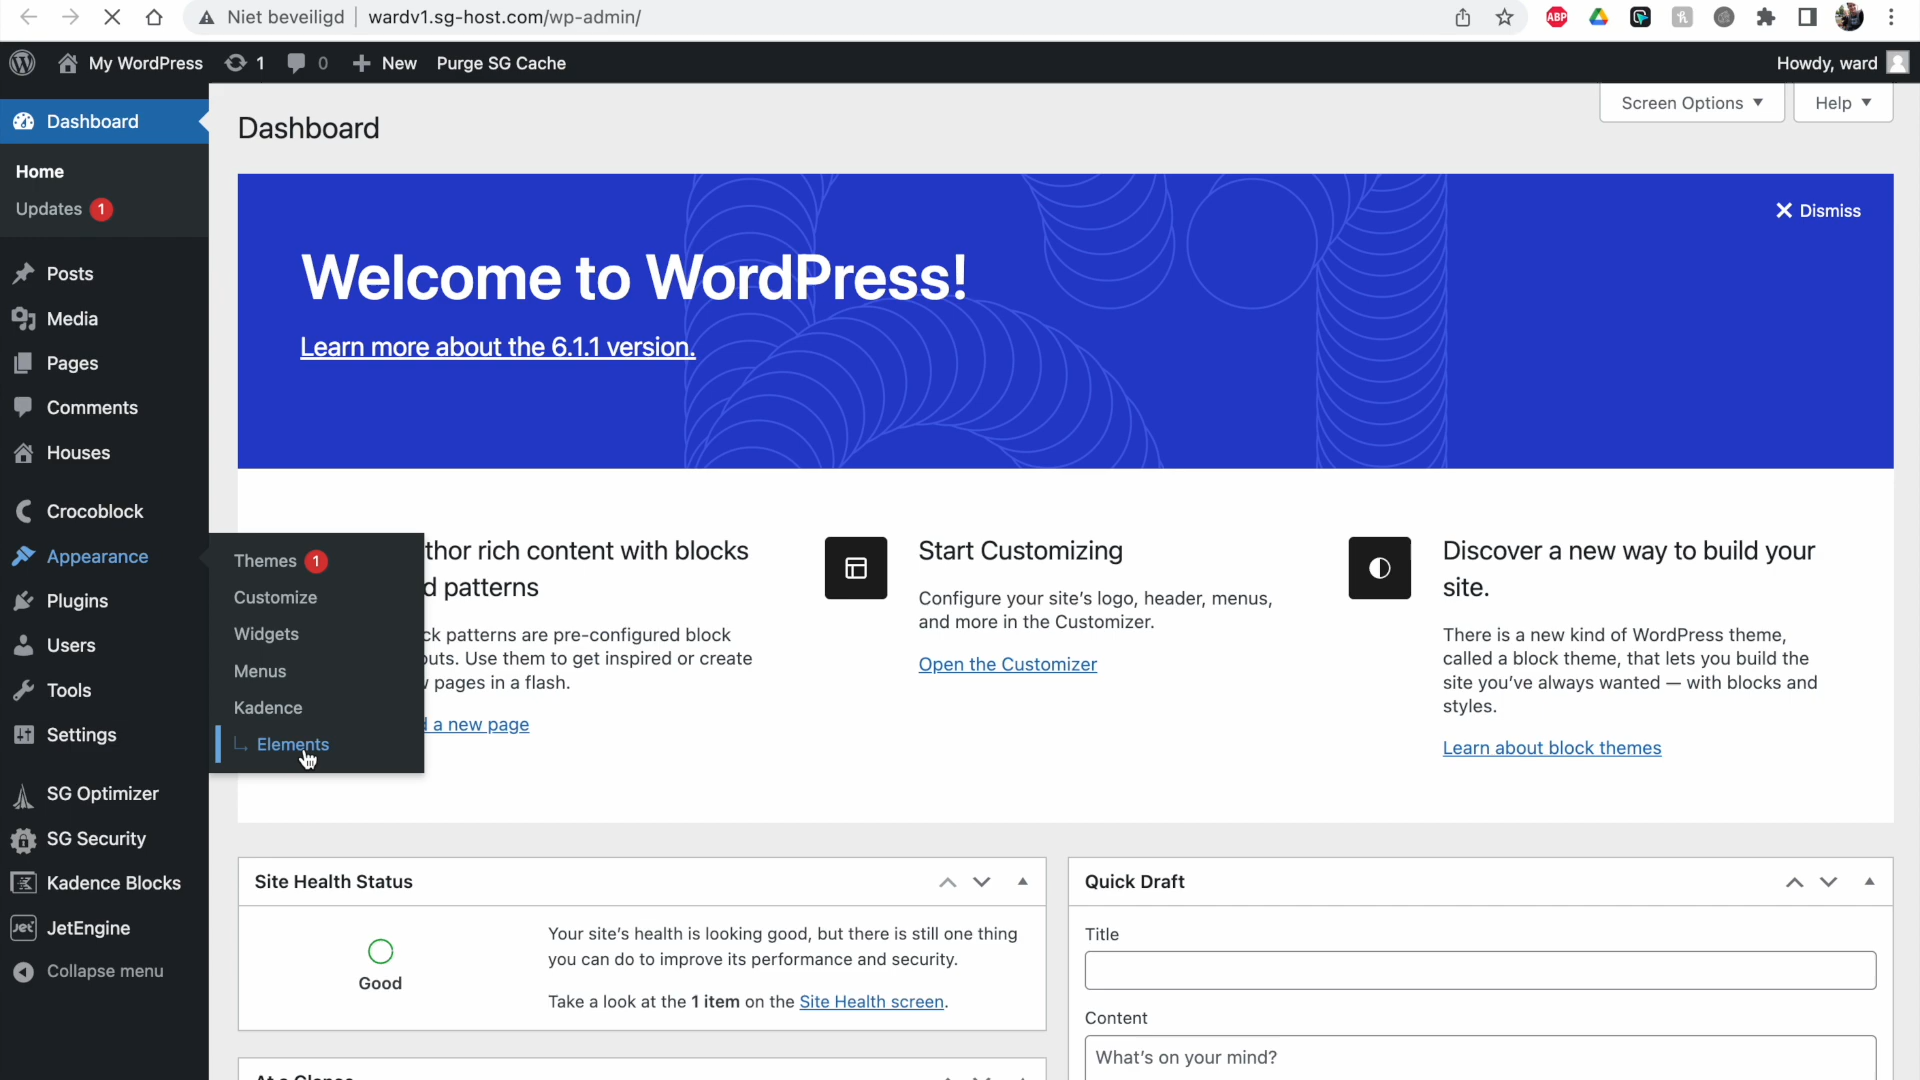 Niet beveiligd wardv1.sg-host.com/wp-admin/
ABP
My WordPress 1 0 New Purge SG Cache Howdy, ward
Dashboard
Home
Updates 1
Posts
Media
Pages
Comments
Houses
Crocoblock
Appearance
Plugins
Users
Tools
Settings
SG Optimizer
SG Security
Kadence Blocks
JetEngine
Collapse menu
Themes 1
Customize
Widgets
Menus
Kadence
Elements
Screen Options Help
Dashboard
Dismiss
Welcome to WordPress!
Learn more about the 6.1.1 version.
thor rich content with blocks
d patterns
ck patterns are pre-configured block
outs. Use them to get inspired or create
pages in a flash.
a new page
Start Customizing
Configure your site's logo, header, menus,
and more in the Customizer.
Open the Customizer
Discover a new way to build your
site.
There is a new kind of WordPress theme,
called a block theme, that lets you build the
site you've always wanted — with blocks and
styles.
Learn about block themes
Site Health Status
Good
Your site's health is looking good, but there is still one thing
you can do to improve its performance and security.
Take a look at the 1 item on the Site Health screen.
Quick Draft
Title
Content
What's on your mind?